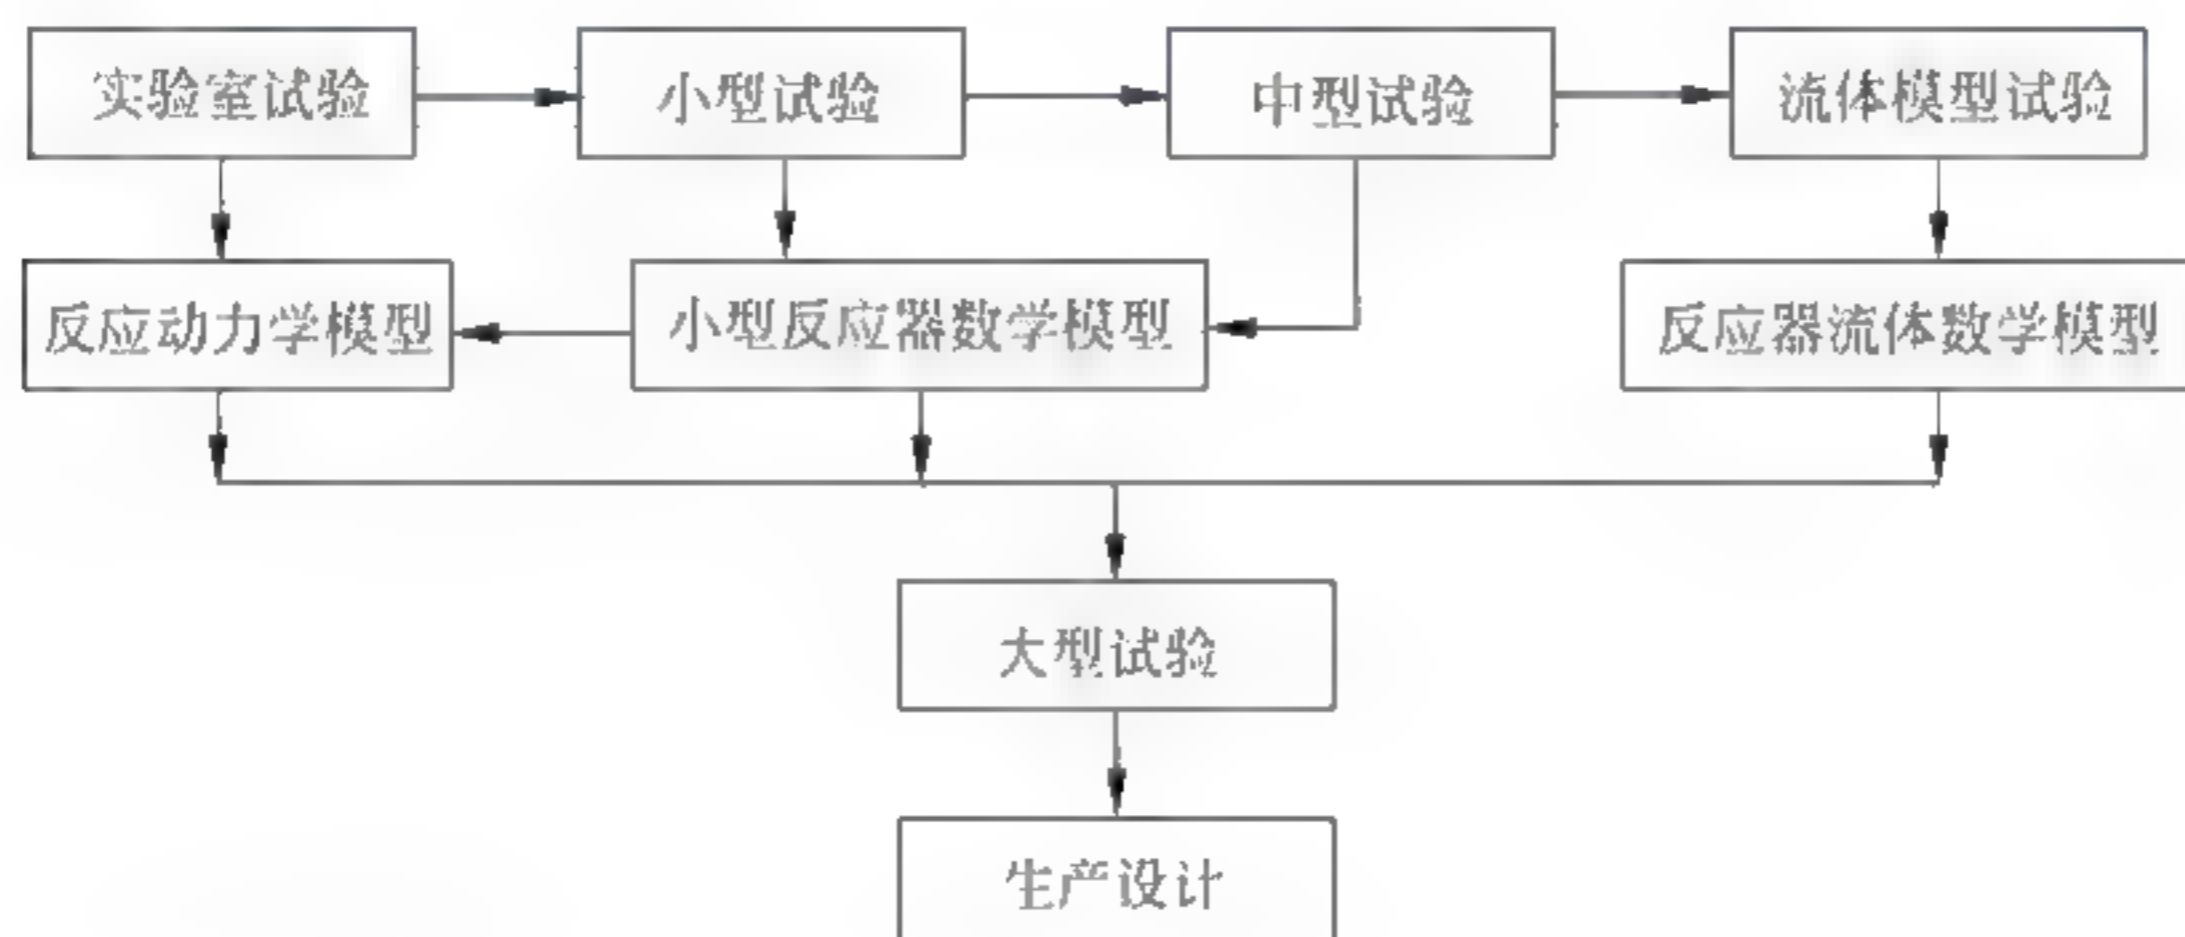 实验室试验
小型试验
中型试验
流体模型试验
反应动力学模型
小型反应器数学模型
反应器流体数学模型
大型试验
生产设计